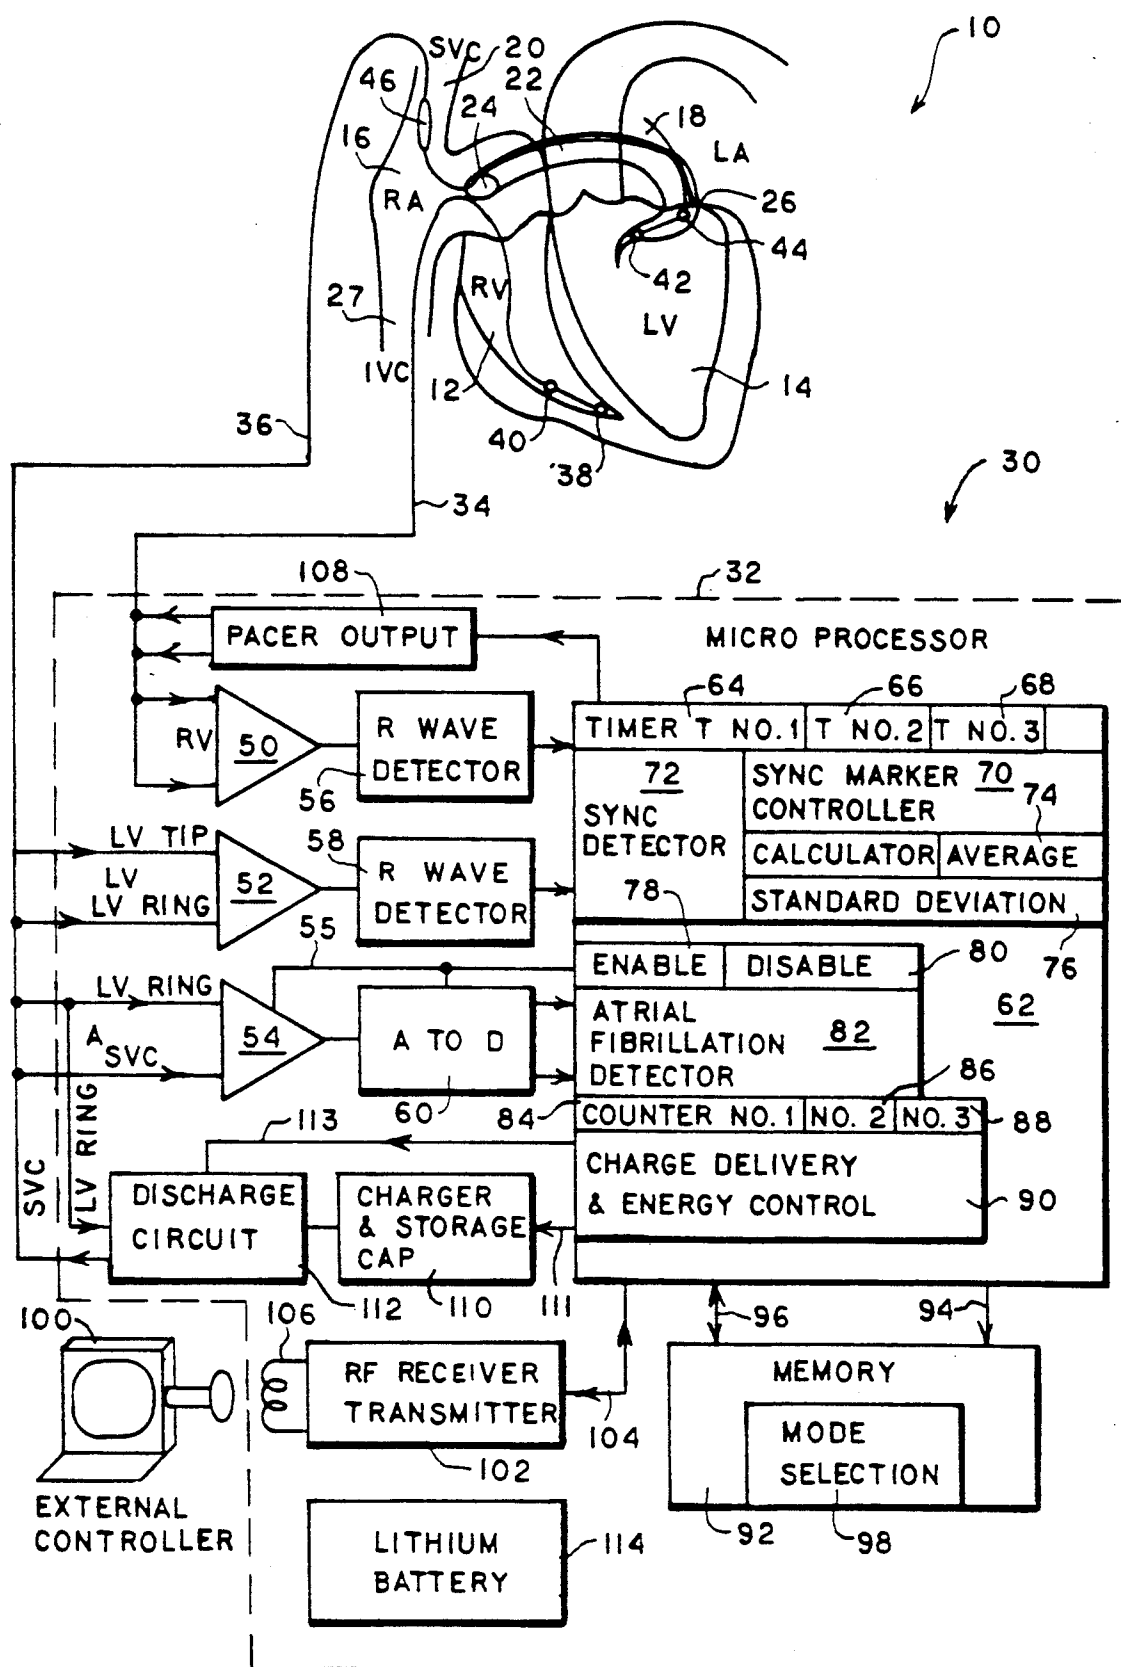 10
SVC 20
46 22
24 18
16 LA
RA 26
44
42
27 RV
LV
IVC 12 14
36 40
38
34 30
108 32
PACER OUTPUT MICRO PROCESSOR
64 66 68
TIMER T NO.1 T NO.2 T NO.3
RV 50 R WAVE
DETECTOR
56
72 SYNC MARKER 70
CONTROLLER 74
SYNC
DETECTOR
CALCULATOR AVERAGE
STANDARD DEVIATION
76
LV TIP
LV
LV RING
52 58 R WAVE
DETECTOR
78
55
ENABLE DISABLE 80
62
LV RING
A SVC
54 A TO D
60
ATRIAL
FIBRILLATION 82
DETECTOR
86
84 COUNTER NO.1 NO.2 NO.3 88
113
SVC
LV RING
DISCHARGE
CIRCUIT
112
CHARGER
& STORAGE
CAP
110
111
CHARGE DELIVERY
& ENERGY CONTROL 90
96 94
100 106
RF RECEIVER
TRANSMITTER
104
102
MEMORY
MODE
SELECTION
92 98
EXTERNAL
CONTROLLER
LITHIUM
BATTERY
114